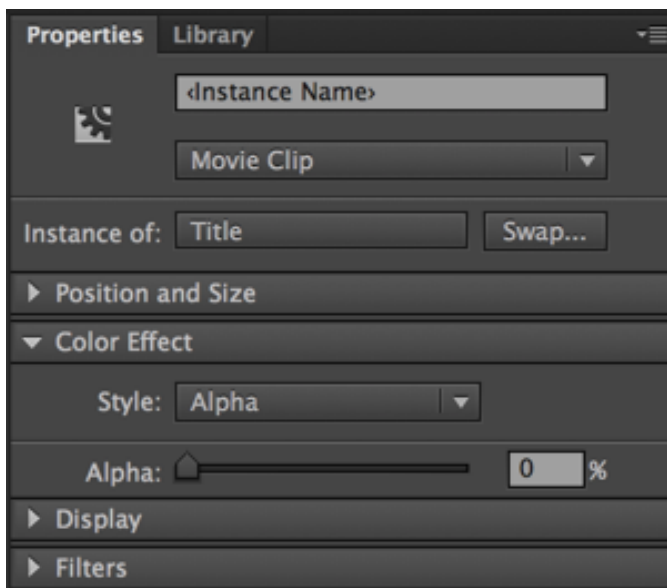 Properties Library
‹Instance Name›
Movie Clip
Instance of: Title Swap...
Position and Size
Color Effect
Style: Alpha
Alpha: 0 %
Display
Filters